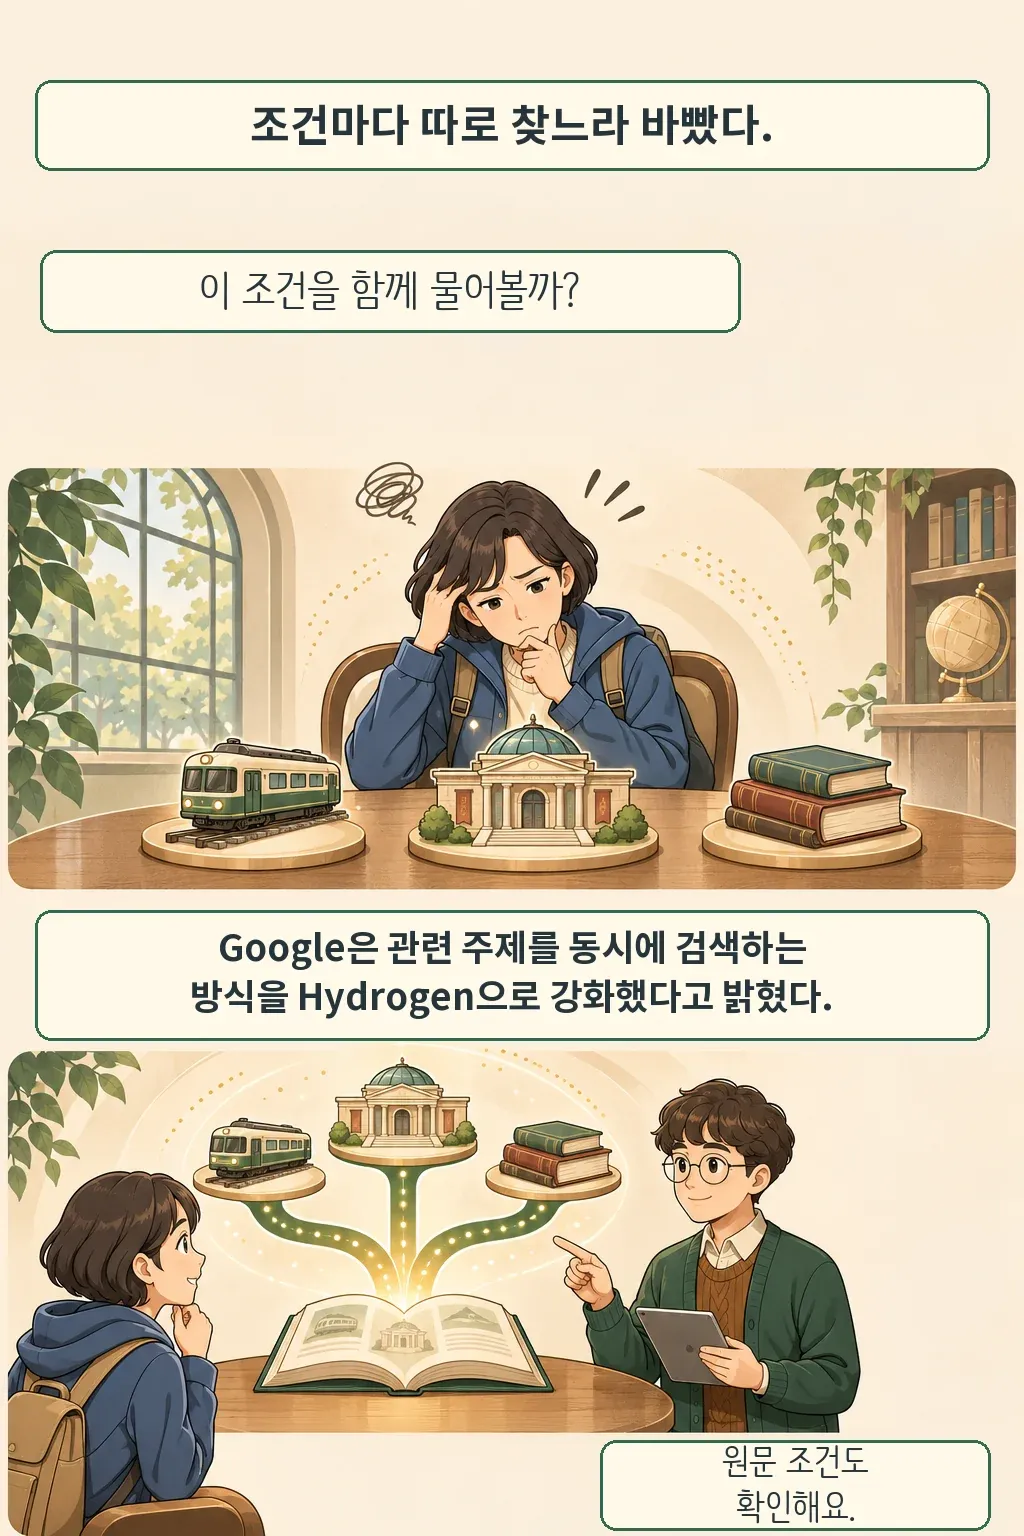 조건마다 따로 찾느라 바빴다.
이 조건을 함께 물어볼까?
Google은 관련 주제를 동시에 검색하는
방식을 Hydrogen으로 강화했다고 밝혔다.
원문 조건도
확인해요.